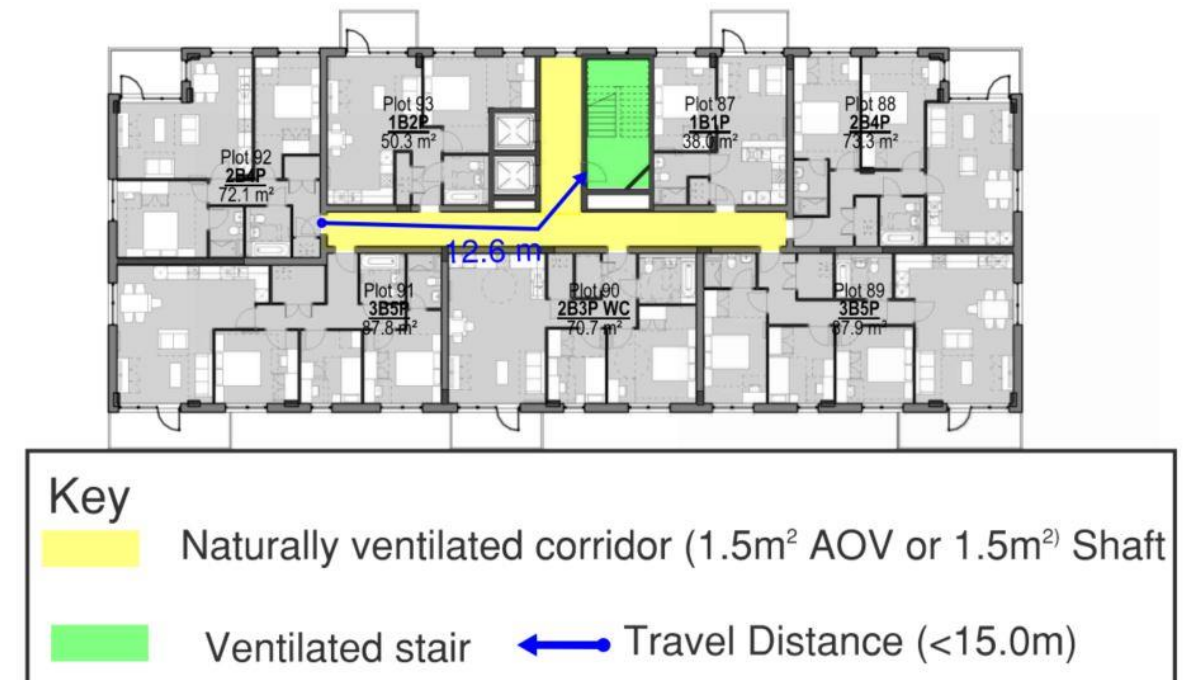 Plot 93
1B2P
50.3 m²
Plot 87
1B1P
38.0 m²
Plot 88
2B4P
73.3 m²
Plot 92
2B4P
72.1 m²
12.6 m
Plot 91
3B5P
87.8 m²
Plot 90
2B3P WC
70.7 m²
Plot 89
3B5P
87.9 m²
Key
Naturally ventilated corridor (1.5m² AOV or 1.5m²⁾ Shaft
Ventilated stair
Travel Distance (<15.0m)